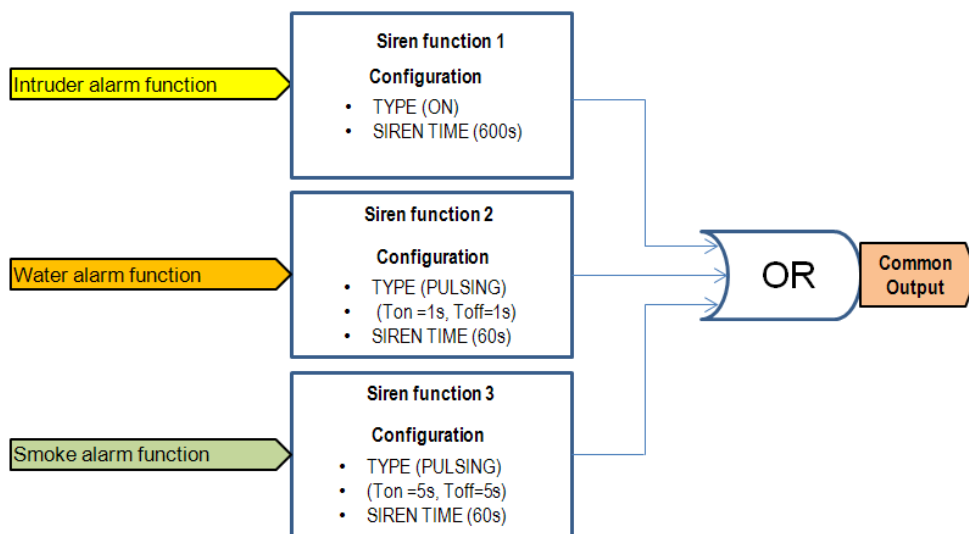 Siren function 1
Intruder alarm function
Configuration
• TYPE (ON)
• SIREN TIME (600s)
Siren function 2
Water alarm function
Configuration
• TYPE (PULSING)
• (Ton =1s, Toff=1s)
• SIREN TIME (60s)
OR
Common
Output
Siren function 3
Smoke alarm function
Configuration
• TYPE (PULSING)
• (Ton =5s, Toff=5s)
• SIREN TIME (60s)